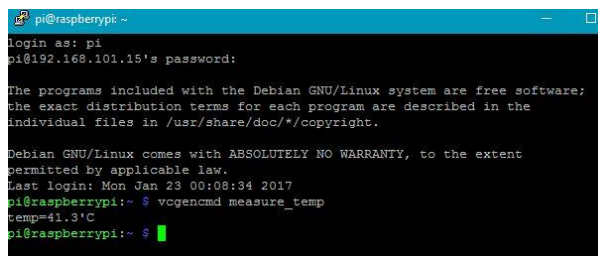 pi@raspberrypi: ~
login as: pi
pi@192.168.101.15's password:
The programs included with the Debian GNU/Linux system are free software;
the exact distribution terms for each program are described in the
individual files in /usr/share/doc/*/copyright.
Debian GNU/Linux comes with ABSOLUTELY NO WARRANTY, to the extent
permitted by applicable law.
Last login: Mon Jan 23 00:08:34 2017
pi@raspberrypi:~ $ vcgencmd measure_temp
temp=41.3'C
pi@raspberrypi:~ $